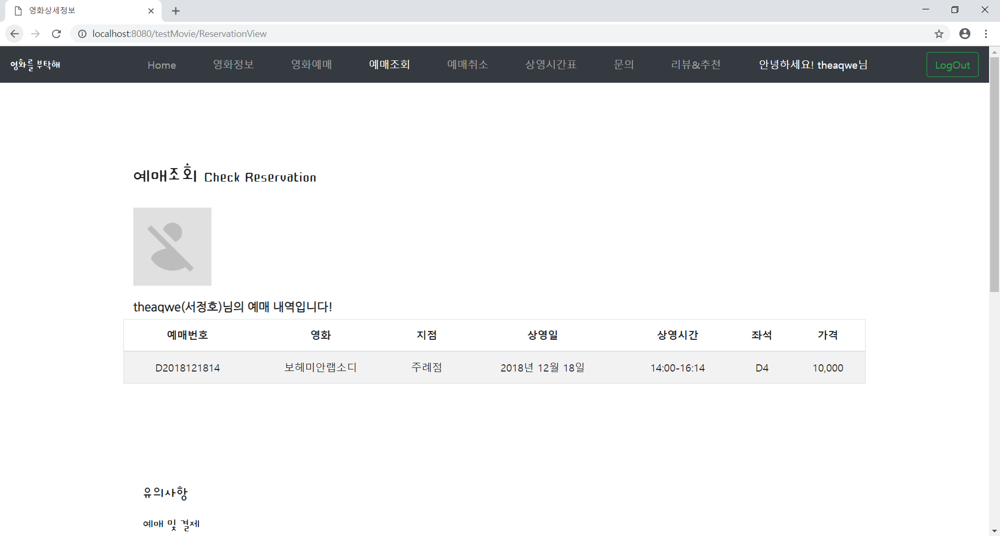 영화상세정보
localhost:8080/testMovie/ReservationView
영화를 부탁해 Home 영화정보 영화예매 예매조회 예매취소 상영시간표 문의 리뷰&추천 안녕하세요! theaqwe님 LogOut
예매조회 Check Reservation
theaqwe(서정호)님의 예매 내역입니다!
예매번호 영화 지점 상영일 상영시간 좌석 가격
D2018121814 보헤미안랩소디 주례점 2018년 12월 18일 14:00-16:14 D4 10,000
유의사항
예매 및 결제